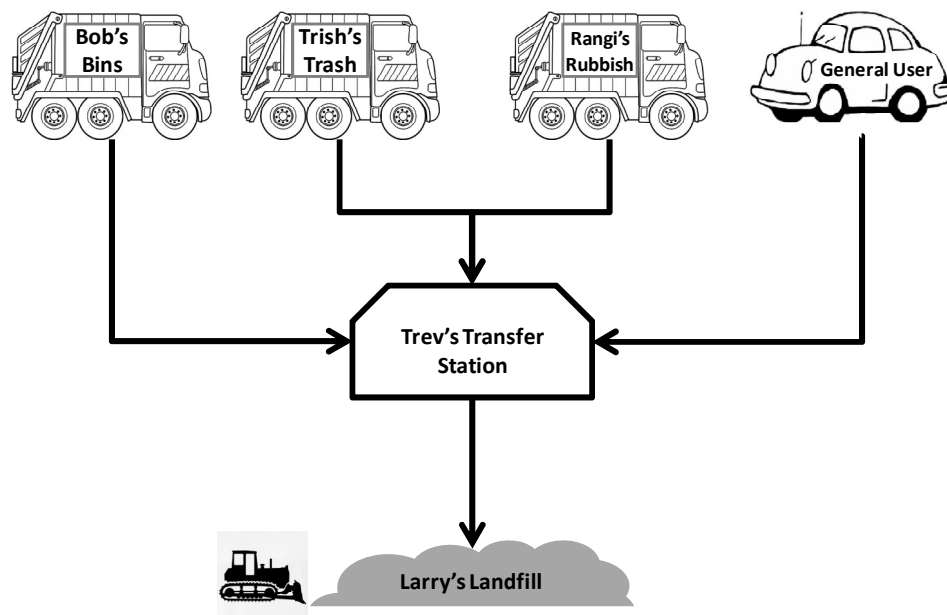 Bob's
Bins
Trish's
Trash
Rangi's
Rubbish
General User
Trev's Transfer
Station
Larry's Landfill